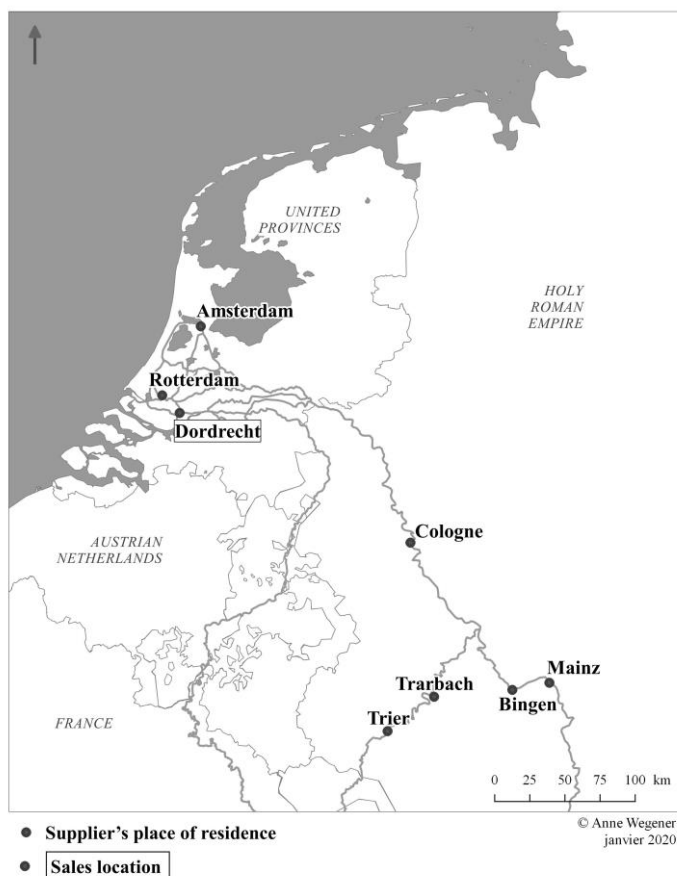 UNITED
PROVINCES
HOLY
ROMAN
EMPIRE
Amsterdam
Rotterdam
Dordrecht
AUSTRIAN
NETHERLANDS
Cologne
Mainz
Trarbach
Bingen
FRANCE
Trier
0 25 50 75 100 km
● Supplier's place of residence
● Sales location
© Anne Wegener
janvier 2020